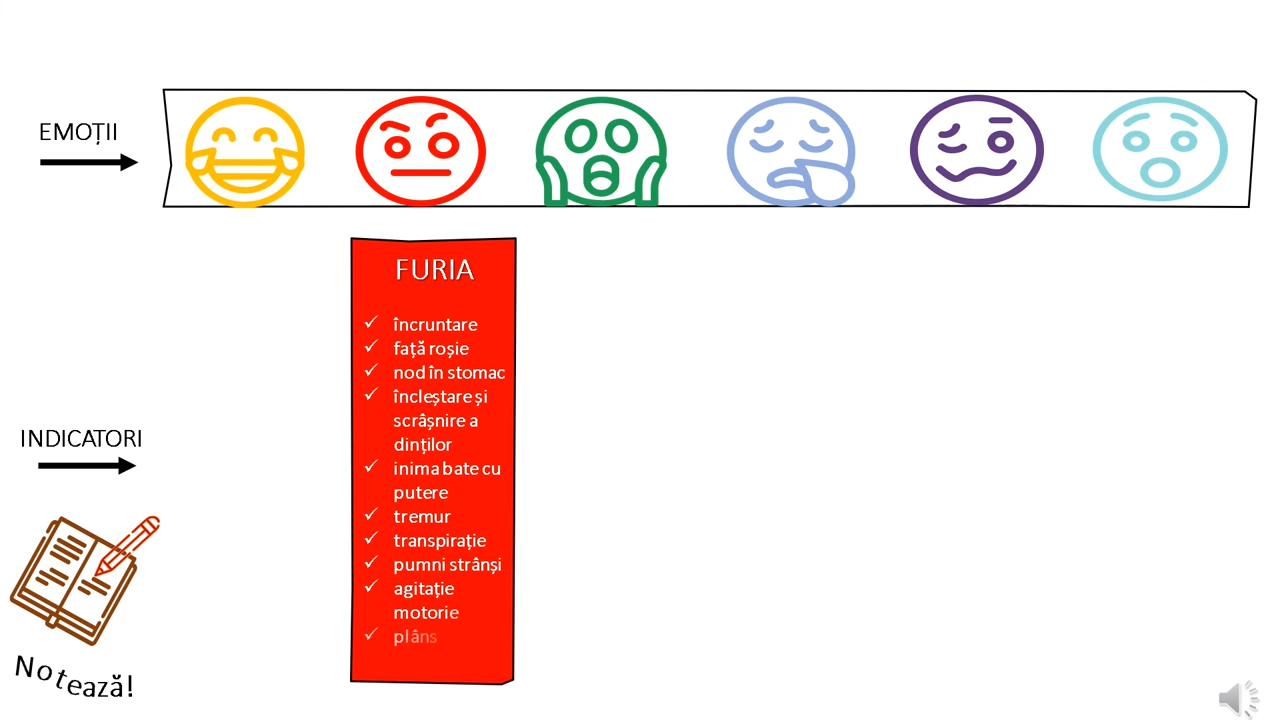 EMOȚII
FURIA
încruntare
față roșie
nod în stomac
încleștare și
scrâșnire a
dinților
inima bate cu
putere
tremur
transpirație
pumni strânși
agitație
motorie
plâns
INDICATORI
Notează!